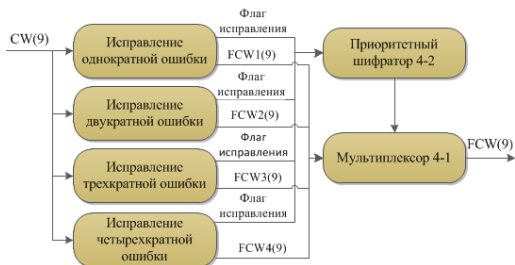 CW(9)
Исправление
однократной ошибки
Флаг
исправления
FCW1(9)
Исправление
двукратной ошибки
Флаг
исправления
FCW2(9)
Исправление
трехкратной ошибки
Флаг
исправления
FCW3(9)
Исправление
четырехкратной
ошибки
Флаг
исправления
FCW4(9)
Приоритетный
шифратор 4-2
Мультиплексор 4-1
FCW(9)